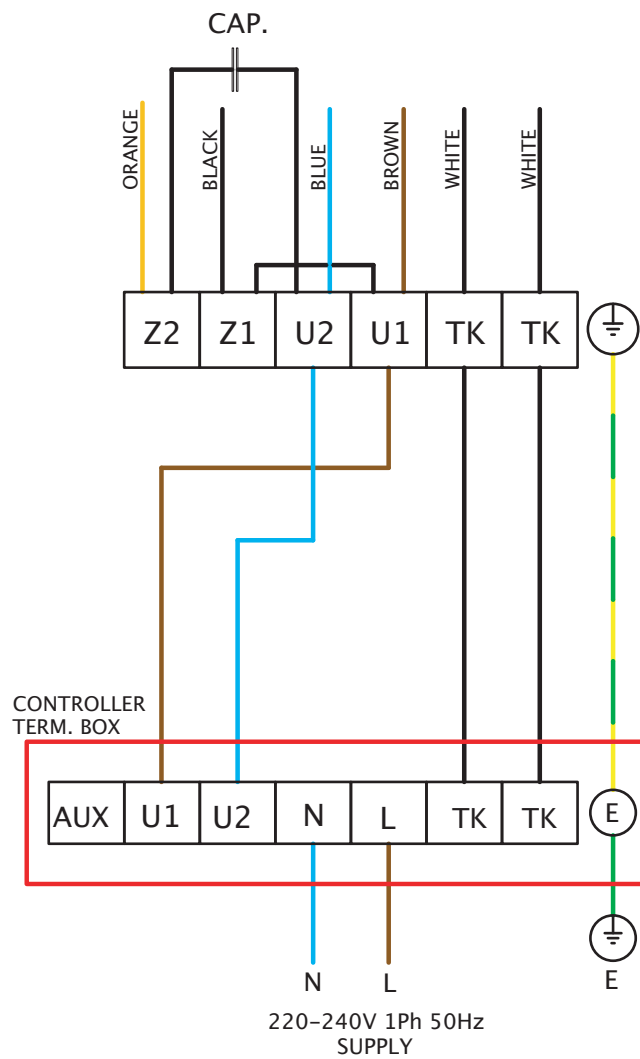 CAP.
ORANGE
BLACK
BLUE
BROWN
WHITE
WHITE
Z2 Z1 U2 U1 TK TK
CONTROLLER
TERM. BOX
AUX U1 U2 N L TK TK E
N L E
220-240V 1Ph 50Hz
SUPPLY